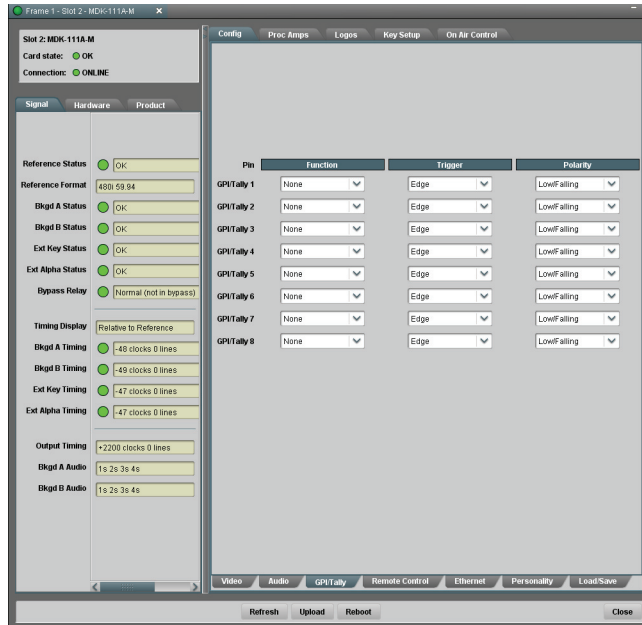 Frame 1 - Slot 2 - MDK-111A-M
Slot 2: MDK-111A-M
Card state: OK
Connection: ONLINE
Signal Hardware Product
Reference Status OK
Reference Format 480i 59.94
Bkgd A Status OK
Bkgd B Status OK
Ext Key Status OK
Ext Alpha Status OK
Bypass Relay Normal (not in bypass)
Timing Display Relative to Reference
Bkgd A Timing -48 clocks 0 lines
Bkgd B Timing -49 clocks 0 lines
Ext Key Timing -47 clocks 0 lines
Ext Alpha Timing -47 clocks 0 lines
Output Timing +2200 clocks 0 lines
Bkgd A Audio 1s 2s 3s 4s
Bkgd B Audio 1s 2s 3s 4s
Config Proc Amps Logos Key Setup On Air Control
Pin Function Trigger Polarity
GPI/Tally 1 None Edge Low/Falling
GPI/Tally 2 None Edge Low/Falling
GPI/Tally 3 None Edge Low/Falling
GPI/Tally 4 None Edge Low/Falling
GPI/Tally 5 None Edge Low/Falling
GPI/Tally 6 None Edge Low/Falling
GPI/Tally 7 None Edge Low/Falling
GPI/Tally 8 None Edge Low/Falling
Video Audio GPI/Tally Remote Control Ethernet Personality Load/Save
Refresh Upload Reboot Close